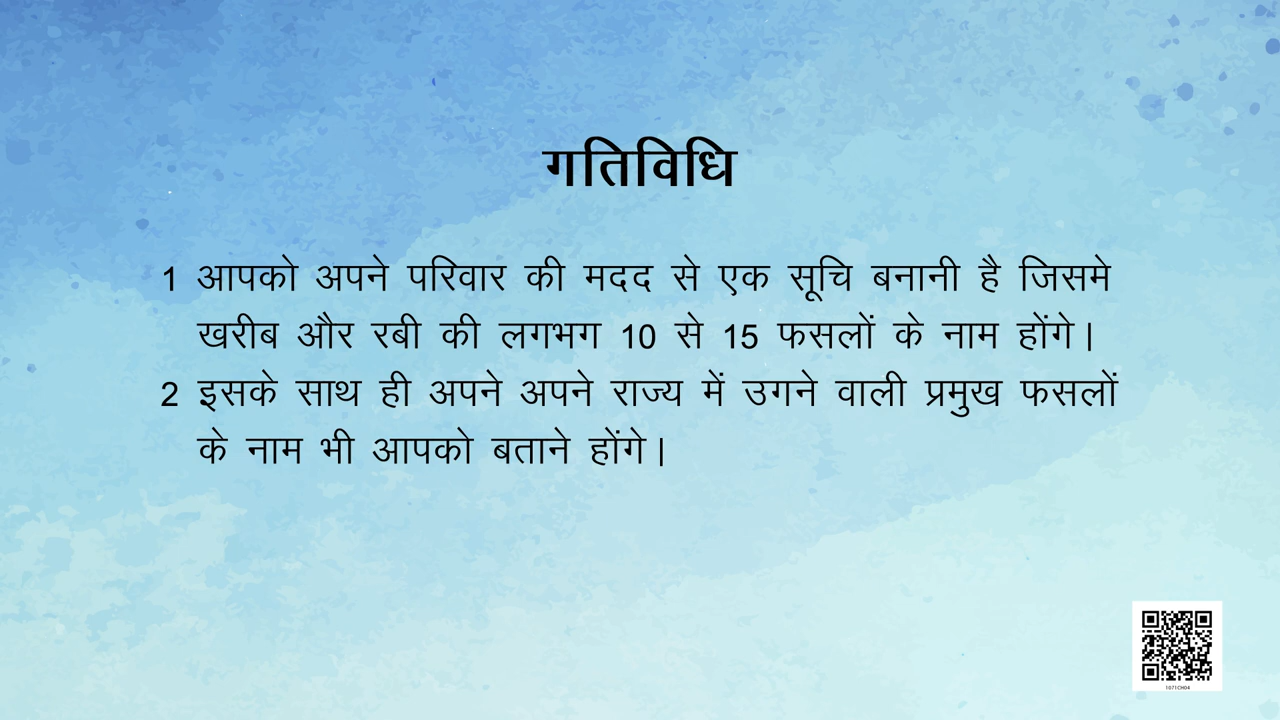 गतिविधि
1 आपको अपने परिवार की मदद से एक सूचि बनानी है जिसमे
खरीब और रबी की लगभग 10 से 15 फसलों के नाम होंगे|
2 इसके साथ ही अपने अपने राज्य में उगने वाली प्रमुख फसलों
के नाम भी आपको बताने होंगे|
1071CH04